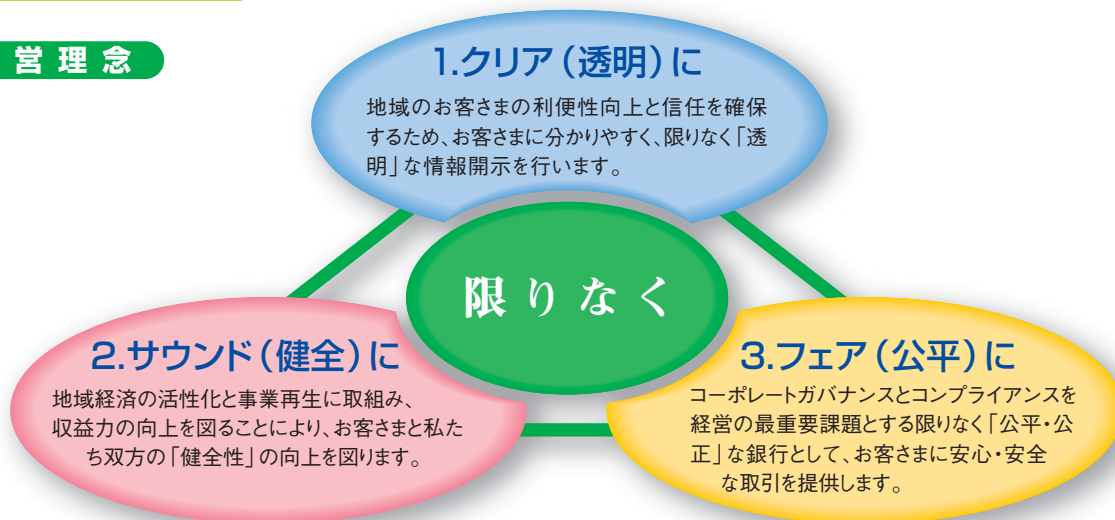 営理念
1.クリア(透明)に
地域のお客さまの利便性向上と信任を確保
するため、お客さまに分かりやすく、限りなく「透
明」な情報開示を行います。
限りなく
2.サウンド(健全)に
地域経済の活性化と事業再生に取組み、
収益力の向上を図ることにより、お客さまと私た
ち双方の「健全性」の向上を図ります。
3.フェア(公平)に
コーポレートガバナンスとコンプライアンスを
経営の最重要課題とする限りなく「公平・公
正」な銀行として、お客さまに安心・安全
な取引を提供します。